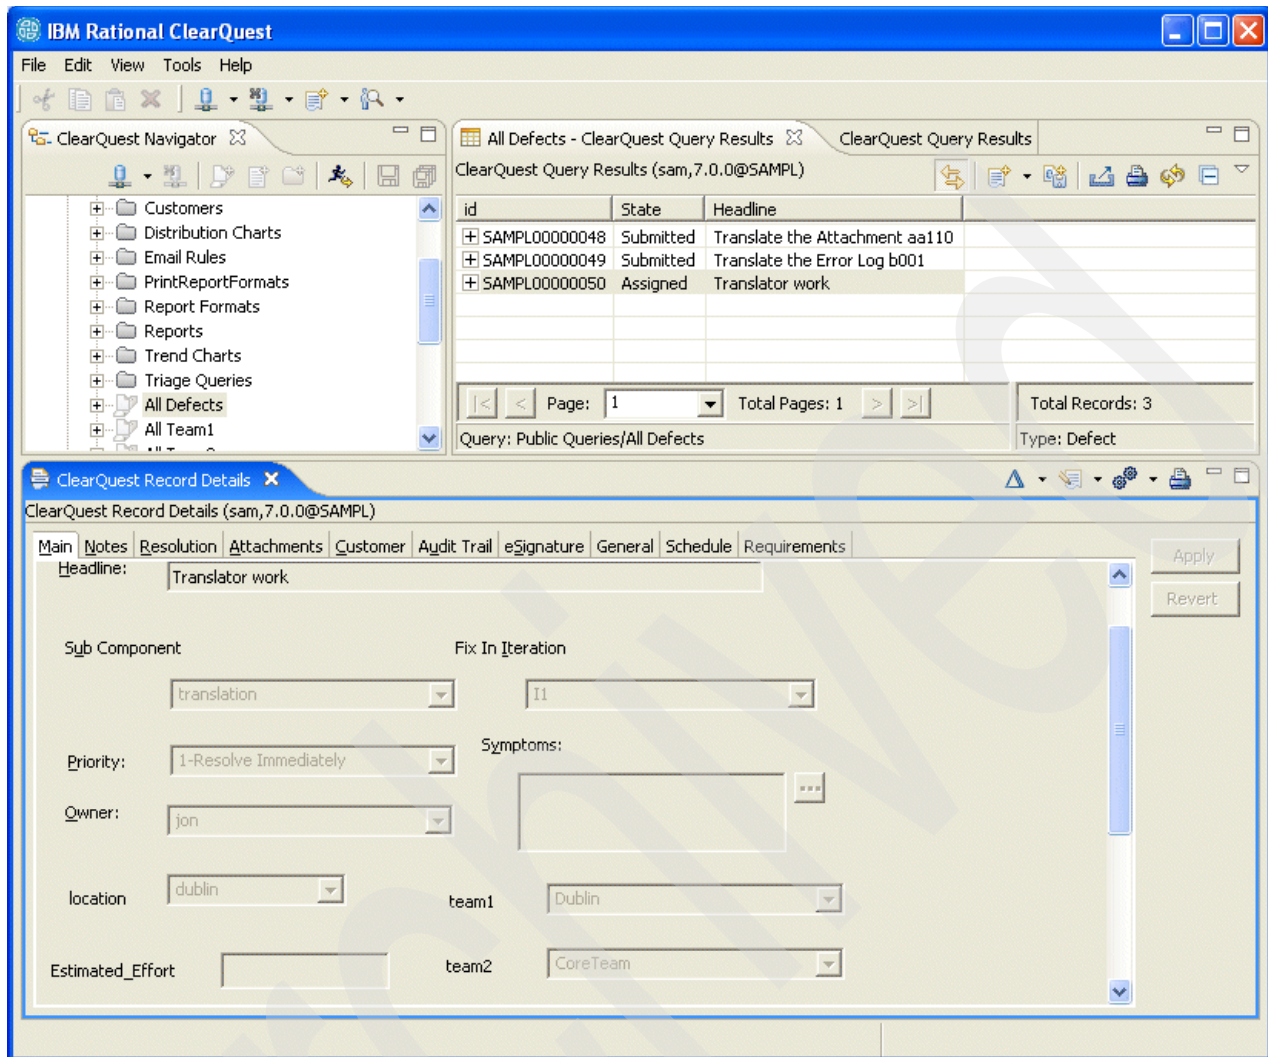 IBM Rational ClearQuest
File Edit View Tools Help
ClearQuest Navigator
All Defects - ClearQuest Query Results
ClearQuest Query Results
ClearQuest Query Results (sam,7.0.0@SAMPL)
Customers
Distribution Charts
Email Rules
PrintReportFormats
Report Formats
Reports
Trend Charts
Triage Queries
All Defects
All Team1
id State Headline
SAMPL00000048 Submitted Translate the Attachment aa110
SAMPL00000049 Submitted Translate the Error Log b001
SAMPL00000050 Assigned Translator work
Page: 1 Total Pages: 1
Total Records: 3
Query: Public Queries/All Defects
Type: Defect
ClearQuest Record Details
ClearQuest Record Details (sam,7.0.0@SAMPL)
Main Notes Resolution Attachments Customer Audit Trail eSignature General Schedule Requirements
Apply
Revert
Headline: Translator work
Sub Component
Fix In Iteration
translation
I1
Priority: 1-Resolve Immediately
Symptoms:
...
Owner: jon
location dublin
team1 Dublin
Estimated_Effort
team2 CoreTeam